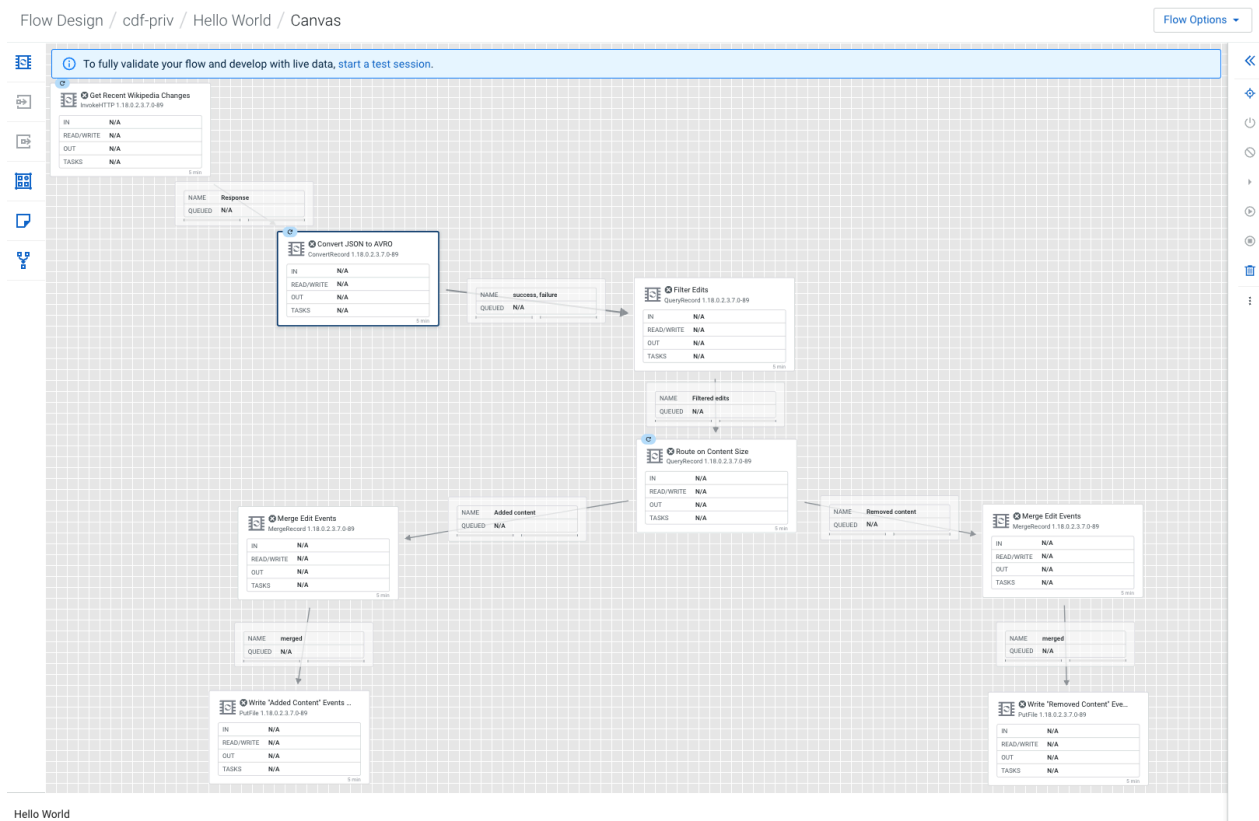 Flow Design / cdf-priv / Hello World / Canvas
Flow Options
To fully validate your flow and develop with live data, start a test session.
Get Recent Wikipedia Changes
InvokeHTTP 1.18.0.2.3.7.0-89
IN N/A
READ/WRITE N/A
OUT N/A
TASKS N/A
5 min
NAME Response
QUEUED N/A
Convert JSON to AVRO
ConvertRecord 1.18.0.2.3.7.0-89
IN N/A
READ/WRITE N/A
OUT N/A
TASKS N/A
5 min
NAME success, failure
QUEUED N/A
Filter Edits
QueryRecord 1.18.0.2.3.7.0-89
IN N/A
READ/WRITE N/A
OUT N/A
TASKS N/A
5 min
NAME Filtered edits
QUEUED N/A
Route on Content Size
QueryRecord 1.18.0.2.3.7.0-89
IN N/A
READ/WRITE N/A
OUT N/A
TASKS N/A
5 min
NAME Added content
QUEUED N/A
NAME Removed content
QUEUED N/A
Merge Edit Events
MergeRecord 1.18.0.2.3.7.0-89
IN N/A
READ/WRITE N/A
OUT N/A
TASKS N/A
5 min
Merge Edit Events
MergeRecord 1.18.0.2.3.7.0-89
IN N/A
READ/WRITE N/A
OUT N/A
TASKS N/A
5 min
NAME merged
QUEUED N/A
NAME merged
QUEUED N/A
Write "Added Content" Events ...
PutFile 1.18.0.2.3.7.0-89
IN N/A
READ/WRITE N/A
OUT N/A
TASKS N/A
5 min
Write "Removed Content" Eve...
PutFile 1.18.0.2.3.7.0-89
IN N/A
READ/WRITE N/A
OUT N/A
TASKS N/A
5 min
Hello World